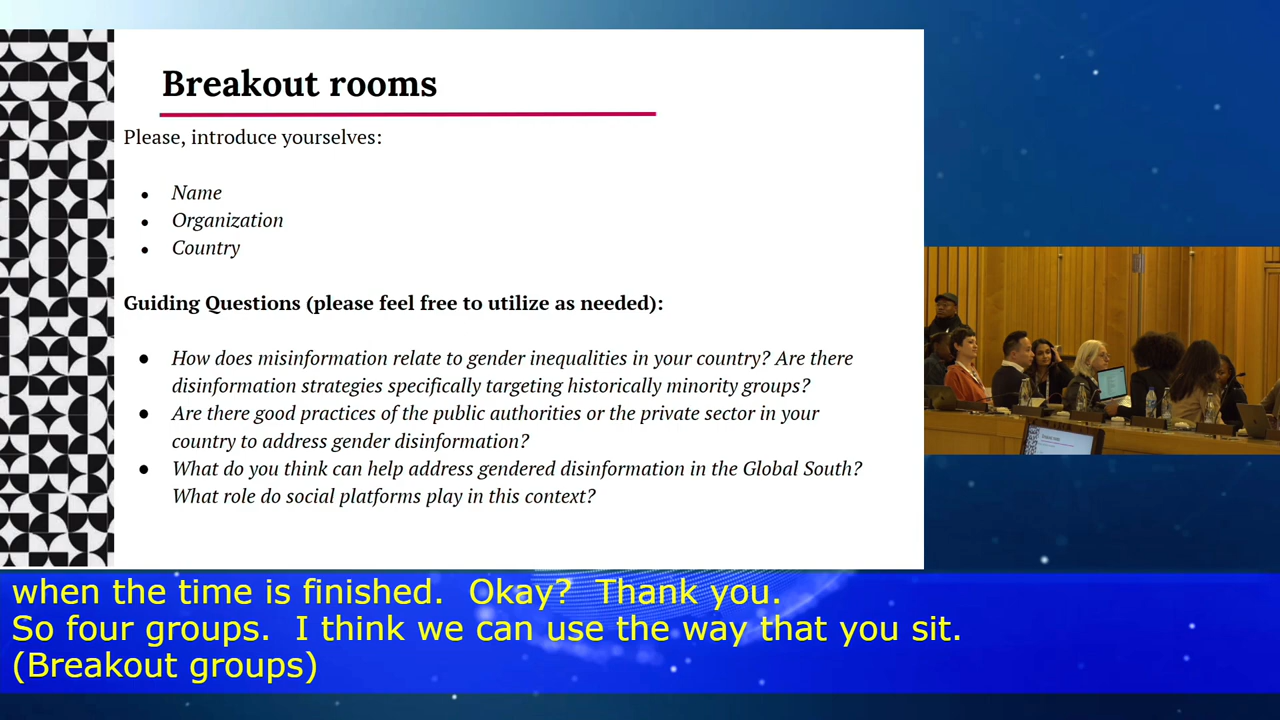 Breakout rooms
Please, introduce yourselves:
● Name
● Organization
● Country
Guiding Questions (please feel free to utilize as needed):
● How does misinformation relate to gender inequalities in your country? Are there
disinformation strategies specifically targeting historically minority groups?
● Are there good practices of the public authorities or the private sector in your
country to address gender disinformation?
● What do you think can help address gendered disinformation in the Global South?
What role do social platforms play in this context?
when the time is finished.  Okay?  Thank you.
So four groups.  I think we can use the way that you sit.
(Breakout groups)